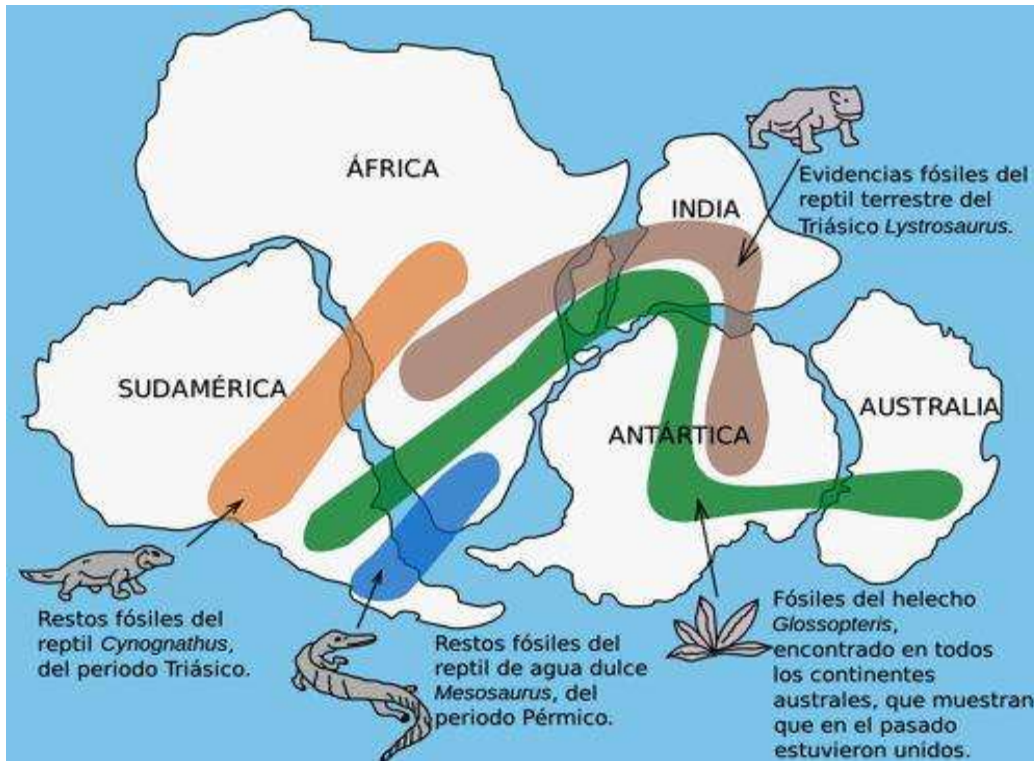 ÁFRICA
INDIA
Evidencias fósiles del
reptil terrestre del
Triásico Lystrosaurus.
SUDAMÉRICA
ANTÁRTICA
AUSTRALIA
Restos fósiles del
reptil Cynognathus,
del periodo Triásico.
Restos fósiles del
reptil de agua dulce
Mesosaurus, del
periodo Pérmico.
Fósiles del helecho
Glossopteris,
encontrado en todos
los continentes
australes, que muestran
que en el pasado
estuvieron unidos.